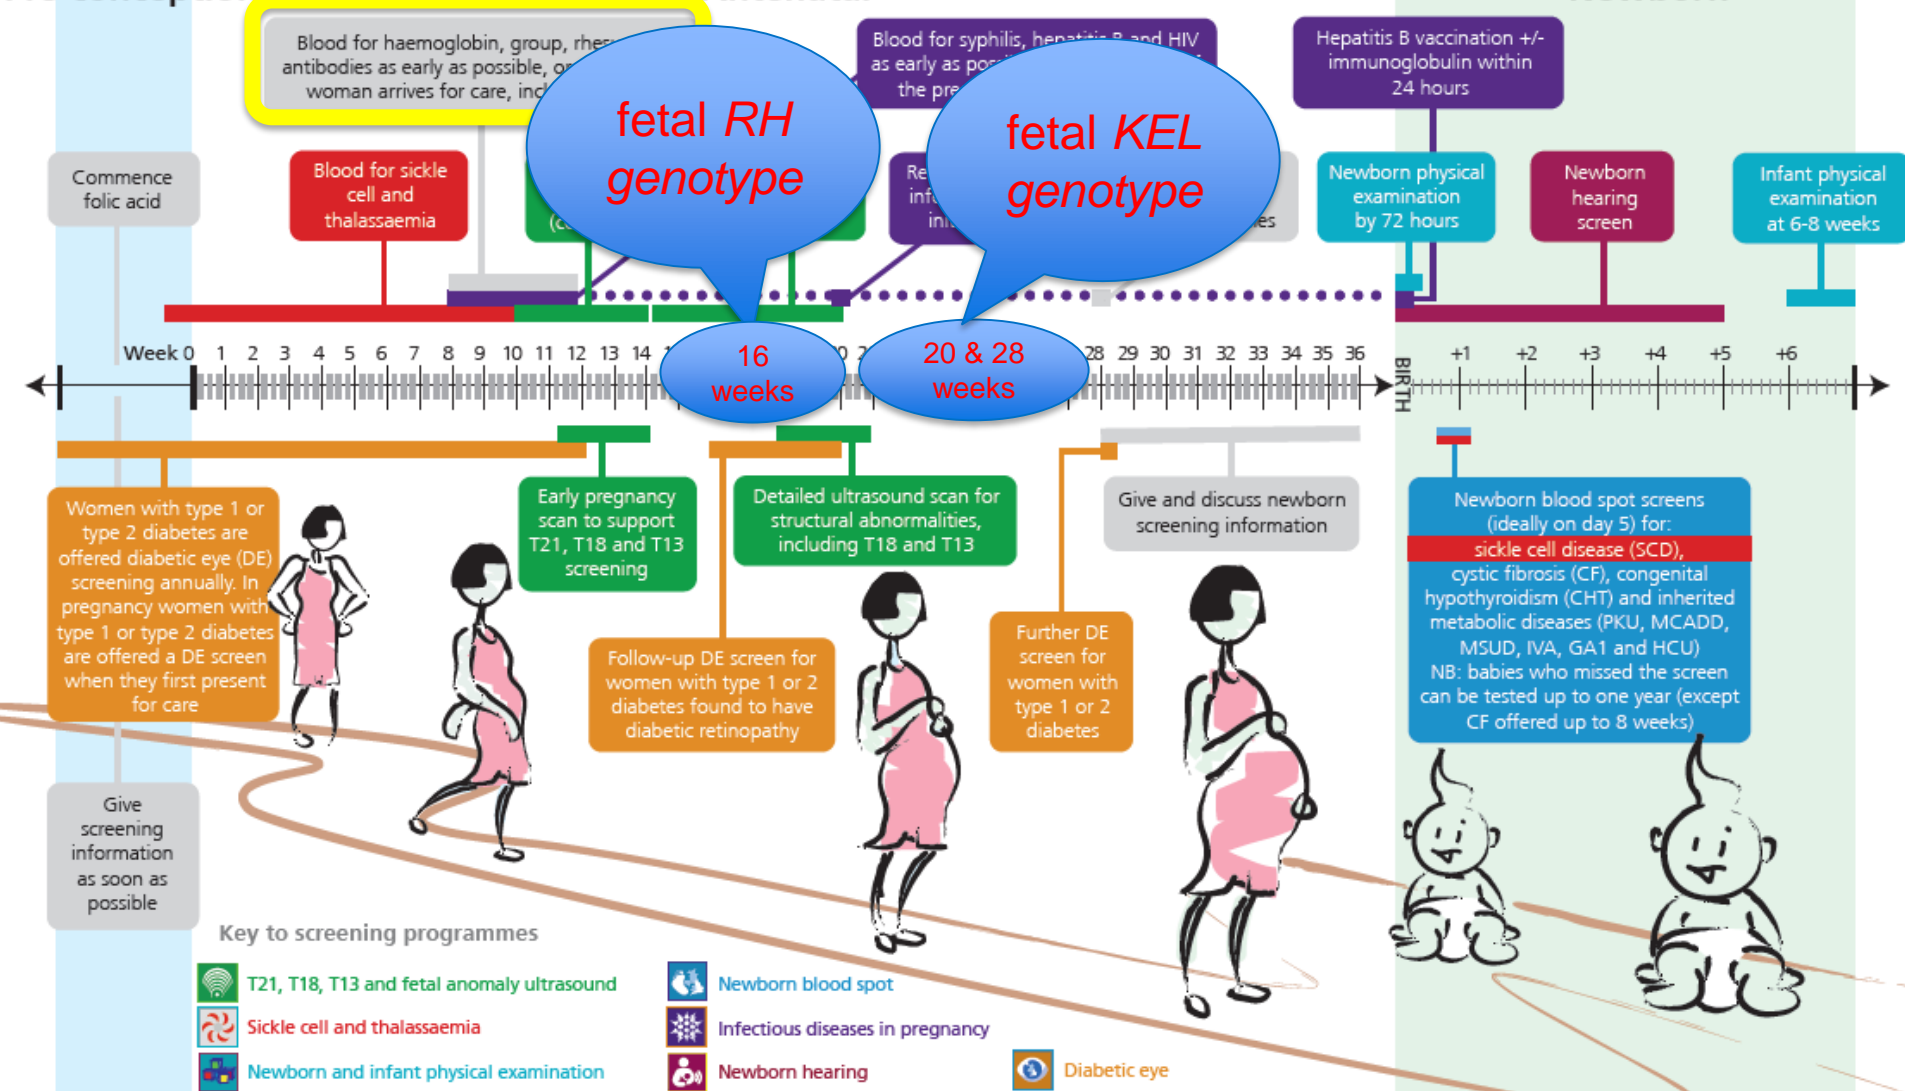 Blood for haemoglobin, group,
antibodies as early as possible,
woman arrives for care,
fetal RH
genotype
Blood for syphilis, hepatitis B and HIV
as early as
the
fetal KEL
genotype
Hepatitis B vaccination +/-
immunoglobulin within
24 hours
Commence
folic acid
Blood for sickle
cell and
thalassaemia
Newborn physical
examination
by 72 hours
Newborn
hearing
screen
Infant physical
examination
at 6-8 weeks
Week 0 1 2 3 4 5 6 7 8 9 10 11 12 13 14
16
weeks
20 & 28
weeks
28 29 30 31 32 33 34 35 36
BIRTH
+1 +2 +3 +4 +5 +6
Women with type 1 or
type 2 diabetes are
offered diabetic eye (DE)
screening annually. In
pregnancy women with
type 1 or type 2 diabetes
are offered a DE screen
when they first present
for care
Early pregnancy
scan to support
T21, T18 and T13
screening
Detailed ultrasound scan for
structural abnormalities,
including T18 and T13
Give and discuss newborn
screening information
Newborn blood spot screens
(ideally on day 5) for:
sickle cell disease (SCD),
cystic fibrosis (CF), congenital
hypothyroidism (CHT) and inherited
metabolic diseases (PKU, MCADD,
MSUD, IVA, GA1 and HCU)
NB: babies who missed the screen
can be tested up to one year (except
CF offered up to 8 weeks)
Follow-up DE screen for
women with type 1 or 2
diabetes found to have
diabetic retinopathy
Further DE
screen for
women with
type 1 or 2
diabetes
Give
screening
information
as soon as
possible
Key to screening programmes
T21, T18, T13 and fetal anomaly ultrasound
Sickle cell and thalassaemia
Newborn and infant physical examination
Newborn blood spot
Infectious diseases in pregnancy
Newborn hearing
Diabetic eye